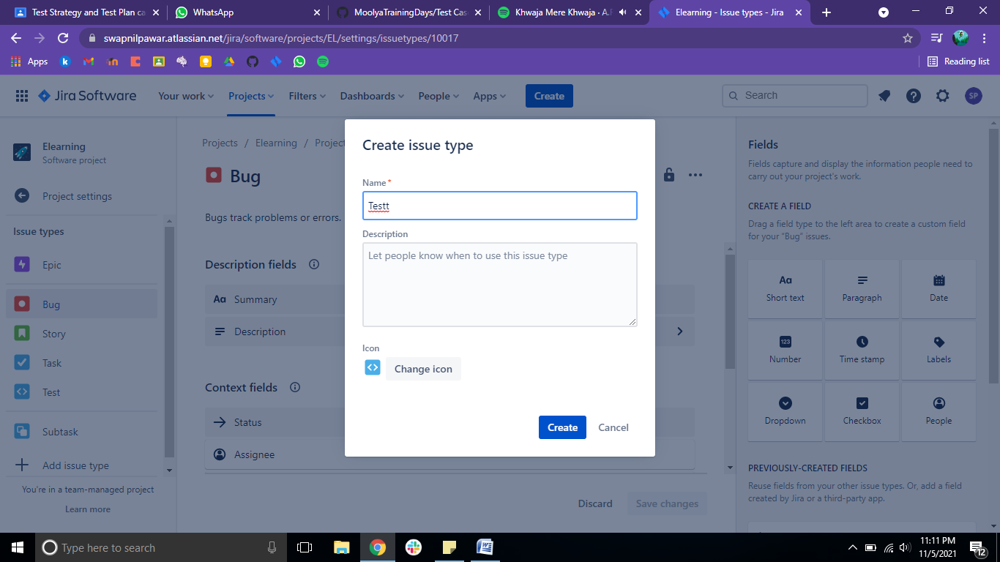 Test Strategy and Test Plan ca
WhatsApp
MoolyaTrainingDays/Test Cas
Khwaja Mere Khwaja · A.
Elearning - Issue types - Jira
swapnilpawar.atlassian.net/jira/software/projects/EL/settings/issuetypes/10017
Apps
Reading list
Jira Software
Your work
Projects
Filters
Dashboards
People
Apps
Create
Search
SP
Elearning
Software project
Project settings
Issue types
Epic
Bug
Story
Task
Test
Subtask
Add issue type
You're in a team-managed project
Learn more
Projects / Elearning / Project
Bug
Bugs track problems or errors.
Description fields
Aa Summary
Description
Context fields
Status
Assignee
Discard
Save changes
Create issue type
Name *
Testt
Description
Let people know when to use this issue type
Icon
Change icon
Create
Cancel
Fields
Fields capture and display the information people need to
carry out your project's work.
CREATE A FIELD
Drag a field type to the left area to create a custom field
for your "Bug" issues.
Aa
Short text
Paragraph
Date
123
Number
Time stamp
Labels
Dropdown
Checkbox
People
PREVIOUSLY-CREATED FIELDS
Reuse fields from your other issue types. Or, add a field
created by Jira or a third-party app.
Type here to search
11:11 PM
11/5/2021
12